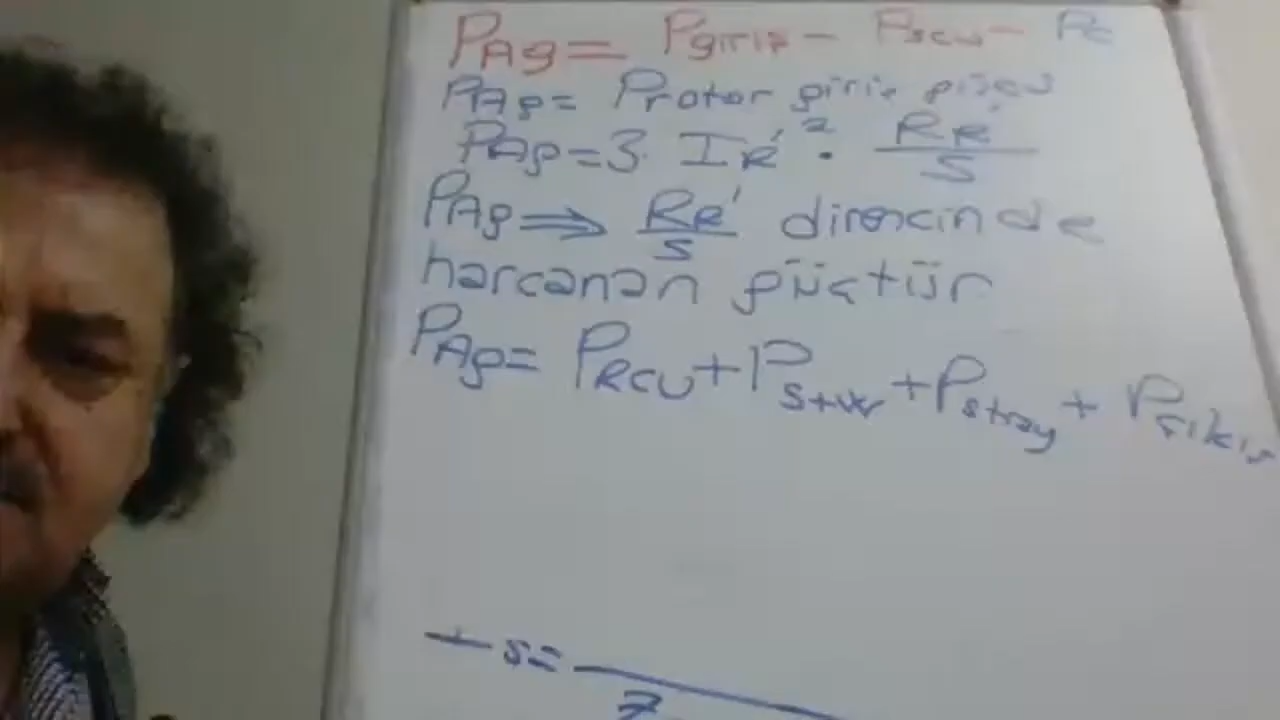 PAg = Pgiriş - Pscu - Pc
PAg = Protor giriş gücü
PAg = 3. IR'² . RR'/s
PAg ⇒ RR'/s direncinde
harcanan güçtür
PAg = PRCU + Ps+w + Pstray + Pçıkış
s =